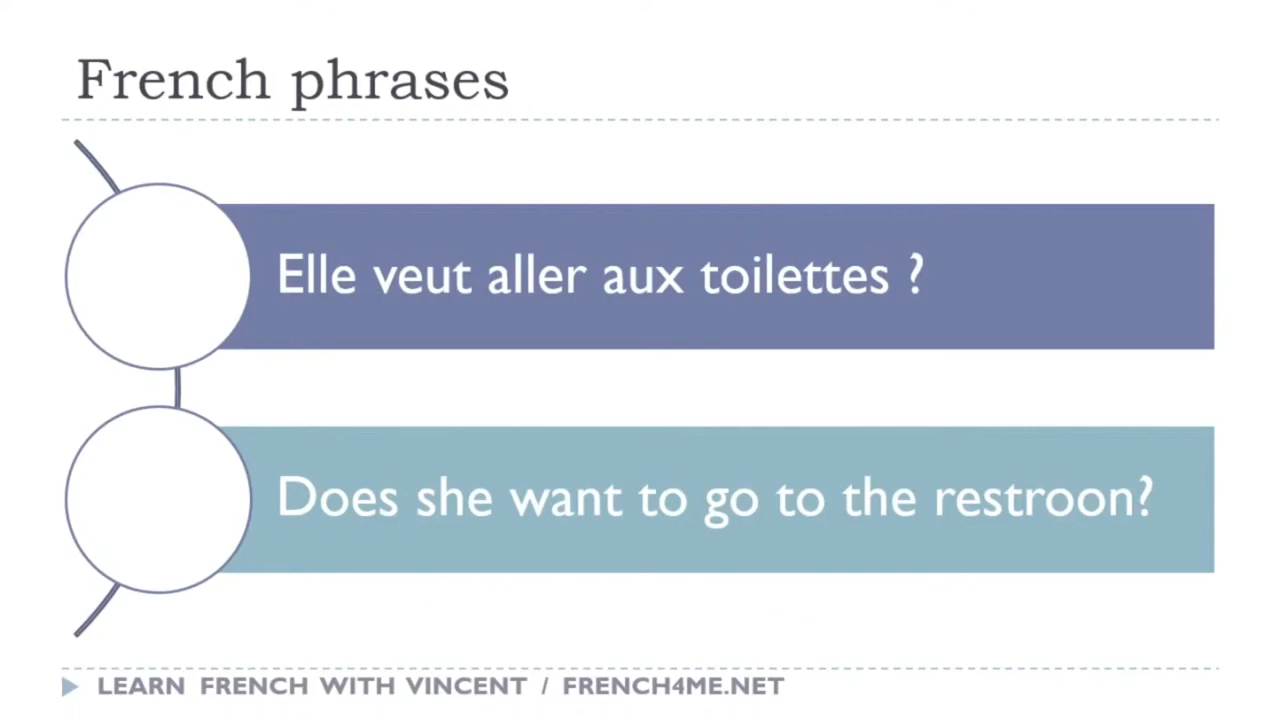 French phrases
Elle veut aller aux toilettes ?
Does she want to go to the restroon?
LEARN FRENCH WITH VINCENT / FRENCH4ME.NET